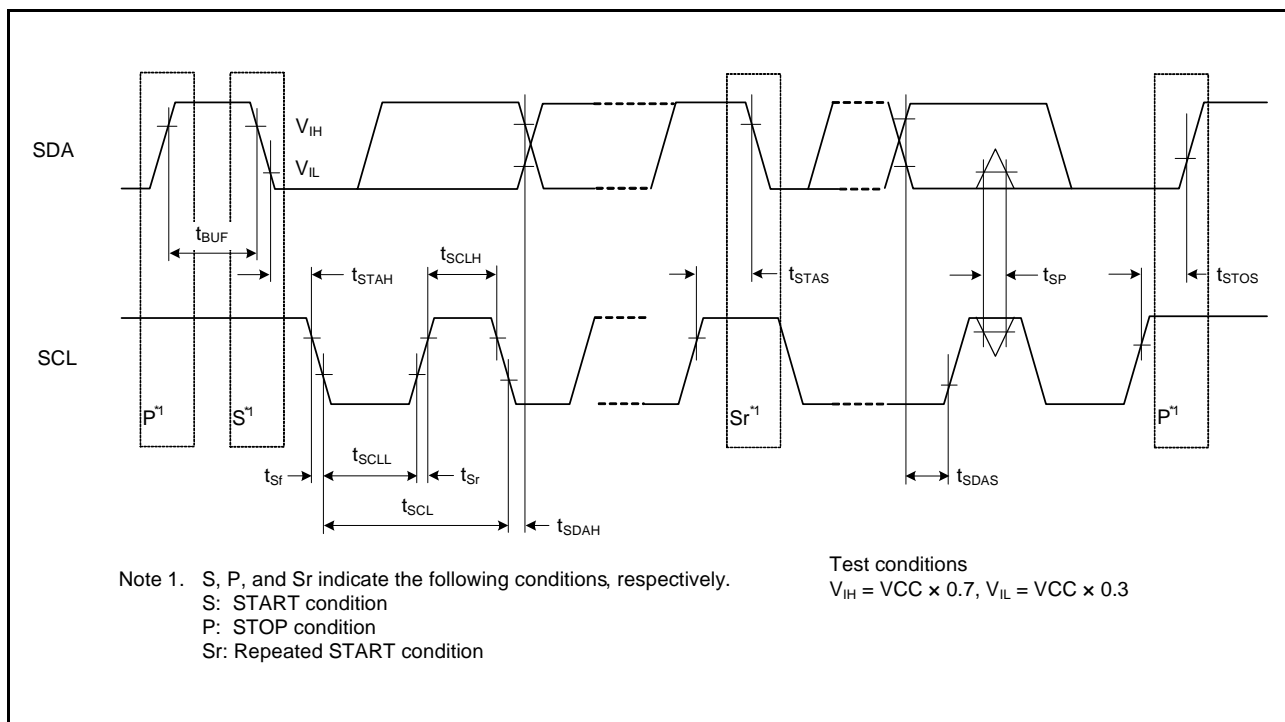 SDA
V_IH
V_IL
t_BUF
t_STAH
t_SCLH
t_STAS
t_SP
t_STOS
SCL
P*1
S*1
Sr*1
P*1
t_Sf
t_SCLL
t_Sr
t_SDAS
t_SCL
t_SDAH
Note 1. S, P, and Sr indicate the following conditions, respectively.
S: START condition
P: STOP condition
Sr: Repeated START condition
Test conditions
V_IH = VCC × 0.7, V_IL = VCC × 0.3